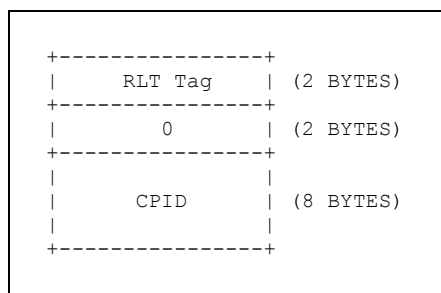 +----------------+
|     RLT Tag    | (2 BYTES)
+----------------+
|        0       | (2 BYTES)
+----------------+
|                |
|      CPID      | (8 BYTES)
|                |
+----------------+